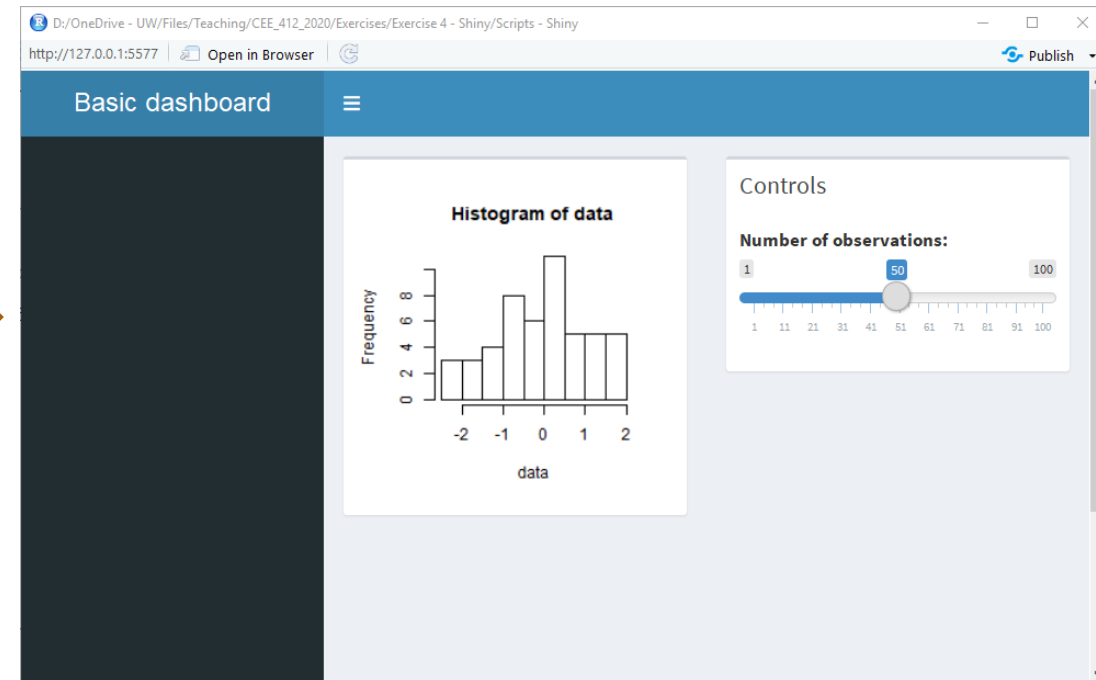 D:/OneDrive - UW/Files/Teaching/CEE_412_2020/Exercises/Exercise 4 - Shiny/Scripts - Shiny
http://127.0.0.1:5577 Open in Browser Publish
Basic dashboard
Histogram of data
Frequency
0 2 4 6 8
-2 -1 0 1 2
data
Controls
Number of observations:
1 50 100
1 11 21 31 41 51 61 71 81 91 100